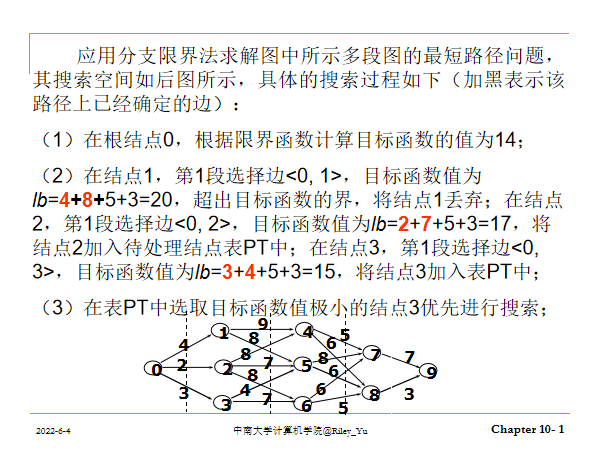 应用分支限界法求解图中所示多段图的最短路径问题，
其搜索空间如后图所示，具体的搜索过程如下（加黑表示该
路径上已经确定的边）：
（1）在根结点0，根据限界函数计算目标函数的值为14；
（2）在结点1，第1段选择边<0, 1>，目标函数值为
lb=4+8+5+3=20，超出目标函数的界，将结点1丢弃；在结点
2，第1段选择边<0, 2>，目标函数值为lb=2+7+5+3=17，将
结点2加入待处理结点表PT中；在结点3，第1段选择边<0,
3>，目标函数值为lb=3+4+5+3=15，将结点3加入表PT中；
（3）在表PT中选取目标函数值极小的结点3优先进行搜索；
1 9 4 5
4 8 6 7 7
8 8
0 2 2 7 5 6 9
3 8 4 6 8 3
3 7 6 5
2022-6-4 中南大学计算机学院@Riley_Yu Chapter 10- 1